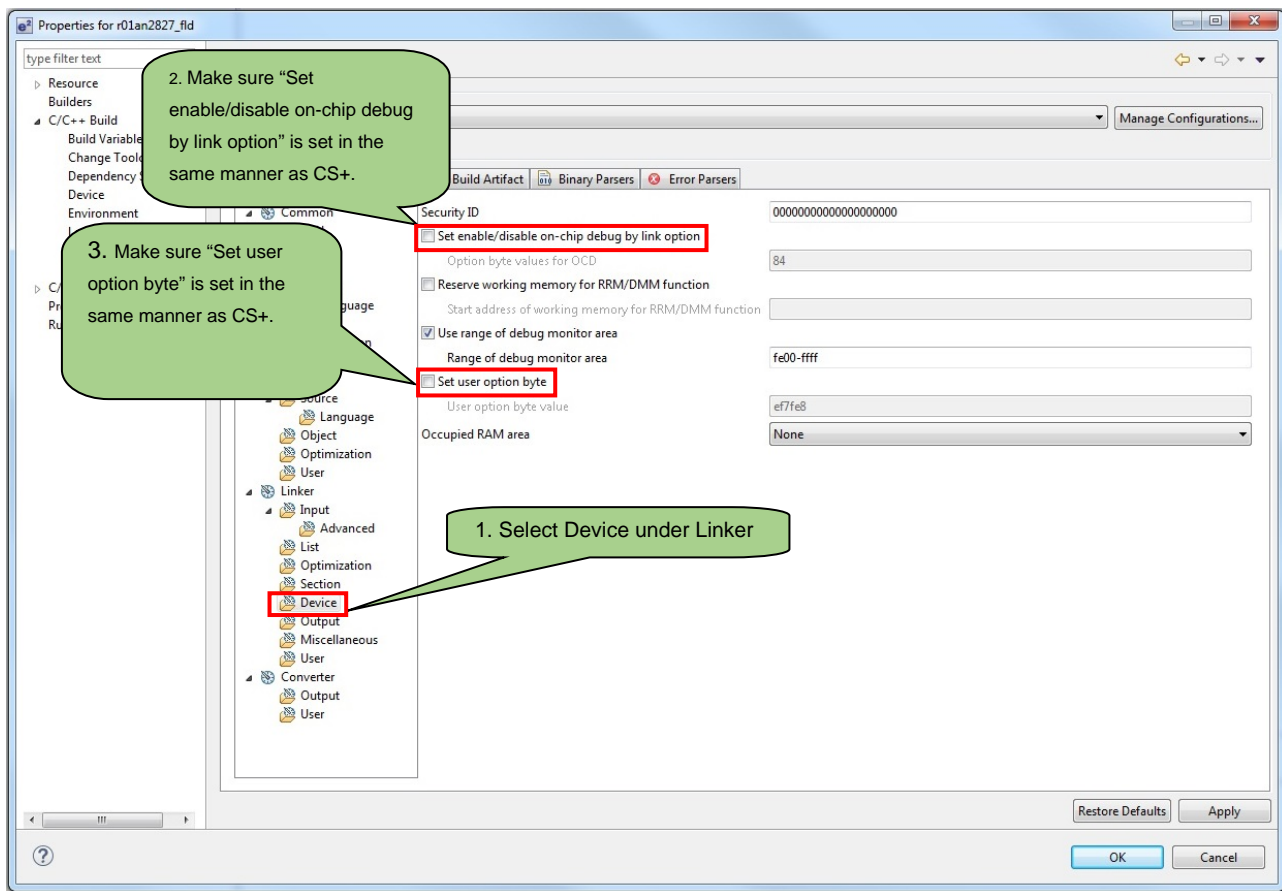 e² Properties for r01an2827_fld
type filter text
Resource
Builders
C/C++ Build
Build Variable
Change Tool
Dependency
Device
Environment
C/
Pr
Ru
2. Make sure “Set
enable/disable on-chip debug
by link option” is set in the
same manner as CS+.
3. Make sure “Set user
option byte” is set in the
same manner as CS+.
Manage Configurations...
Build Artifact
Binary Parsers
Error Parsers
Common
Source
Language
Object
Optimization
User
Linker
Input
Advanced
List
Optimization
Section
Device
Output
Miscellaneous
User
Converter
Output
User
Security ID
00000000000000000000
Set enable/disable on-chip debug by link option
Option byte values for OCD
84
Reserve working memory for RRM/DMM function
Start address of working memory for RRM/DMM function
Use range of debug monitor area
Range of debug monitor area
fe00-ffff
Set user option byte
User option byte value
ef7fe8
Occupied RAM area
None
1. Select Device under Linker
Restore Defaults
Apply
OK
Cancel